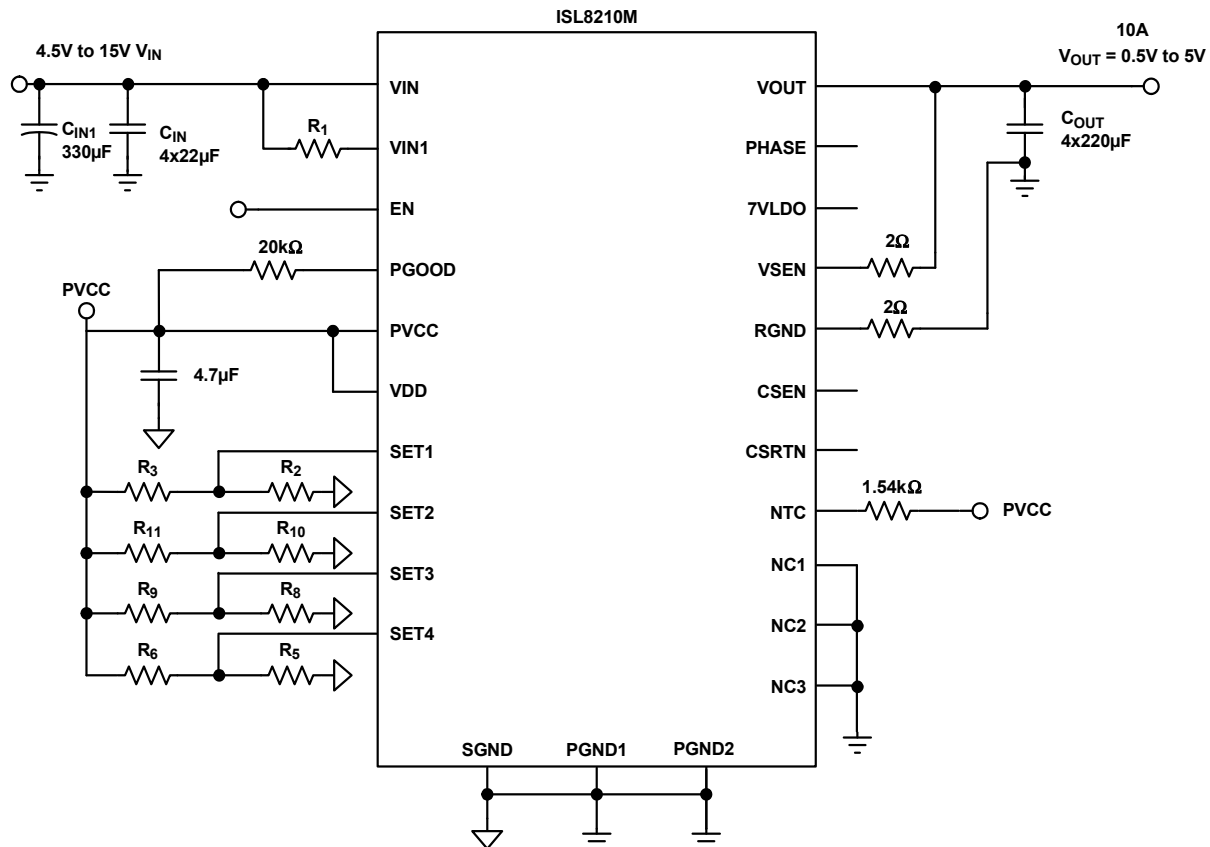 ISL8210M
4.5V to 15V VIN
10A
VOUT = 0.5V to 5V
VIN
VOUT
CIN1
330µF
CIN
4x22µF
R1
VIN1
PHASE
COUT
4x220µF
EN
7VLDO
20kΩ
PGOOD
VSEN
2Ω
PVCC
PVCC
RGND
2Ω
4.7µF
VDD
CSEN
SET1
CSRTN
R3
R2
SET2
NTC
1.54kΩ
PVCC
R11
R10
SET3
NC1
R9
R8
SET4
NC2
R6
R5
NC3
SGND
PGND1
PGND2